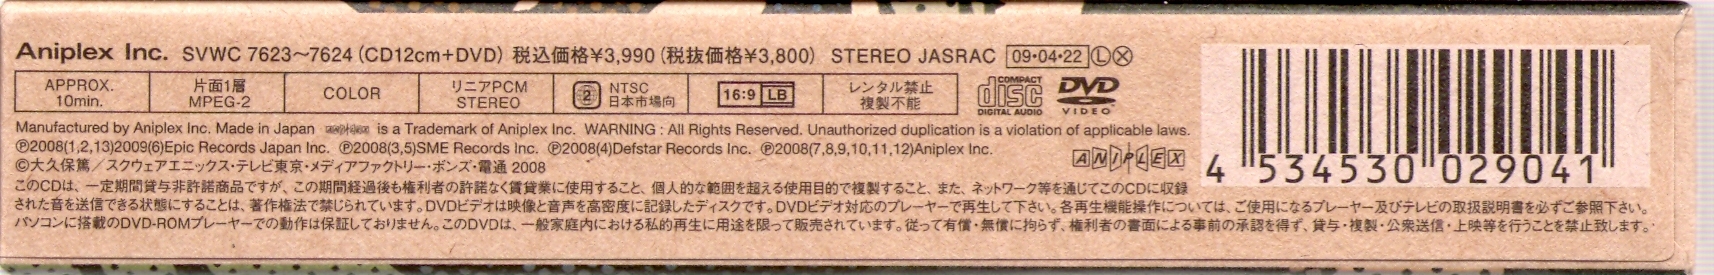 Aniplex Inc. SVWC 7623～7624 (CD12cm+DVD) 税込価格¥3,990 (税抜価格¥3,800) STEREO JASRAC 09・04・22 Ⓛ Ⓧ
APPROX. 10min. 片面1層 MPEG-2 COLOR リニアPCM STEREO 2 NTSC 日本市場向 16:9 LB レンタル禁止 複製不能 COMPACT disc DIGITAL AUDIO DVD VIDEO
Manufactured by Aniplex Inc. Made in Japan ANIPLEX is a Trademark of Aniplex Inc. WARNING : All Rights Reserved. Unauthorized duplication is a violation of applicable laws.
℗2008(1,2,13)2009(6)Epic Records Japan Inc. ℗2008(3,5)SME Records Inc. ℗2008(4)Defstar Records Inc. ℗2008(7,8,9,10,11,12)Aniplex Inc.
©大久保篤／スクウェアエニックス・テレビ東京・メディアファクトリー・ボンズ・電通 2008
ANIPLEX
4 534530 029041
このCDは、一定期間貸与非許諾商品ですが、この期間経過後も権利者の許諾なく賃貸業に使用すること、個人的な範囲を超える使用目的で複製すること、また、ネットワーク等を通じてこのCDに収録
された音を送信できる状態にすることは、著作権法で禁じられています。DVDビデオは映像と音声を高密度に記録したディスクです。DVDビデオ対応のプレーヤーで再生して下さい。各再生機能操作については、ご使用になるプレーヤー及びテレビの取扱説明書を必ずご参照下さい。
パソコンに搭載のDVD-ROMプレーヤーでの動作は保証しておりません。このDVDは、一般家庭内における私的再生に用途を限って販売されています。従って有償・無償に拘らず、権利者の書面による事前の承認を得ず、貸与・複製・公衆送信・上映等を行うことを禁止致します。